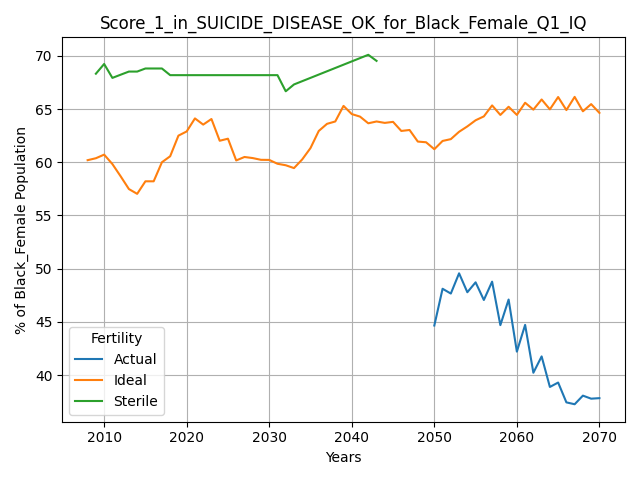 Score_1_in_SUICIDE_DISEASE_OK_for_Black_Female_Q1_IQ
% of Black_Female Population
70
65
60
55
50
45
40
Fertility
Actual
Ideal
Sterile
2010 2020 2030 2040 2050 2060 2070
Years